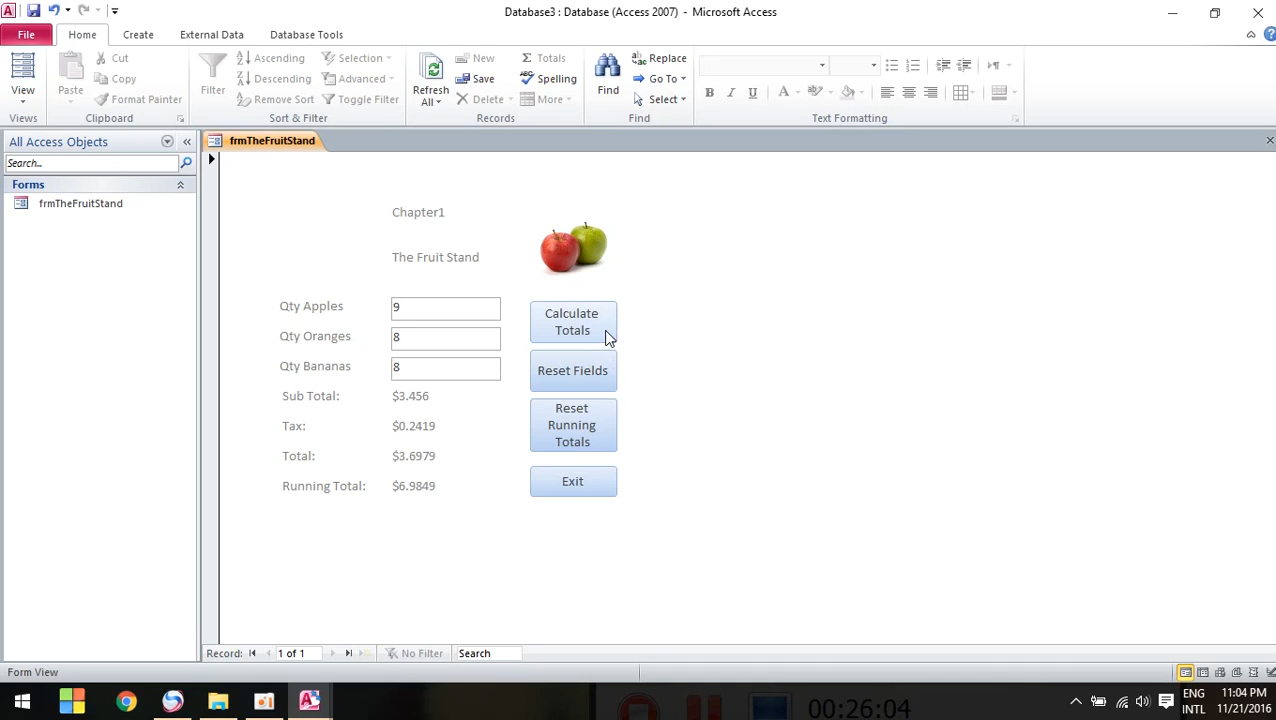 Database3 : Database (Access 2007) - Microsoft Access
File Home Create External Data Database Tools
View
Views
Paste
Cut
Copy
Format Painter
Clipboard
Filter
Ascending
Descending
Remove Sort
Selection
Advanced
Toggle Filter
Sort & Filter
Refresh
All
New
Save
Delete
Totals
Spelling
More
Records
Find
Replace
Go To
Select
Find
B I U A
Text Formatting
All Access Objects
Search..
Forms
frmTheFruitStand
frmTheFruitStand
Chapter1
The Fruit Stand
Qty Apples 9
Qty Oranges 8
Qty Bananas 8
Sub Total: $3.456
Tax: $0.2419
Total: $3.6979
Running Total: $6.9849
Calculate
Totals
Reset Fields
Reset
Running
Totals
Exit
Record: 1 of 1 No Filter Search
Form View
00:26:04
ENG
INTL
11:04 PM
11/21/2016